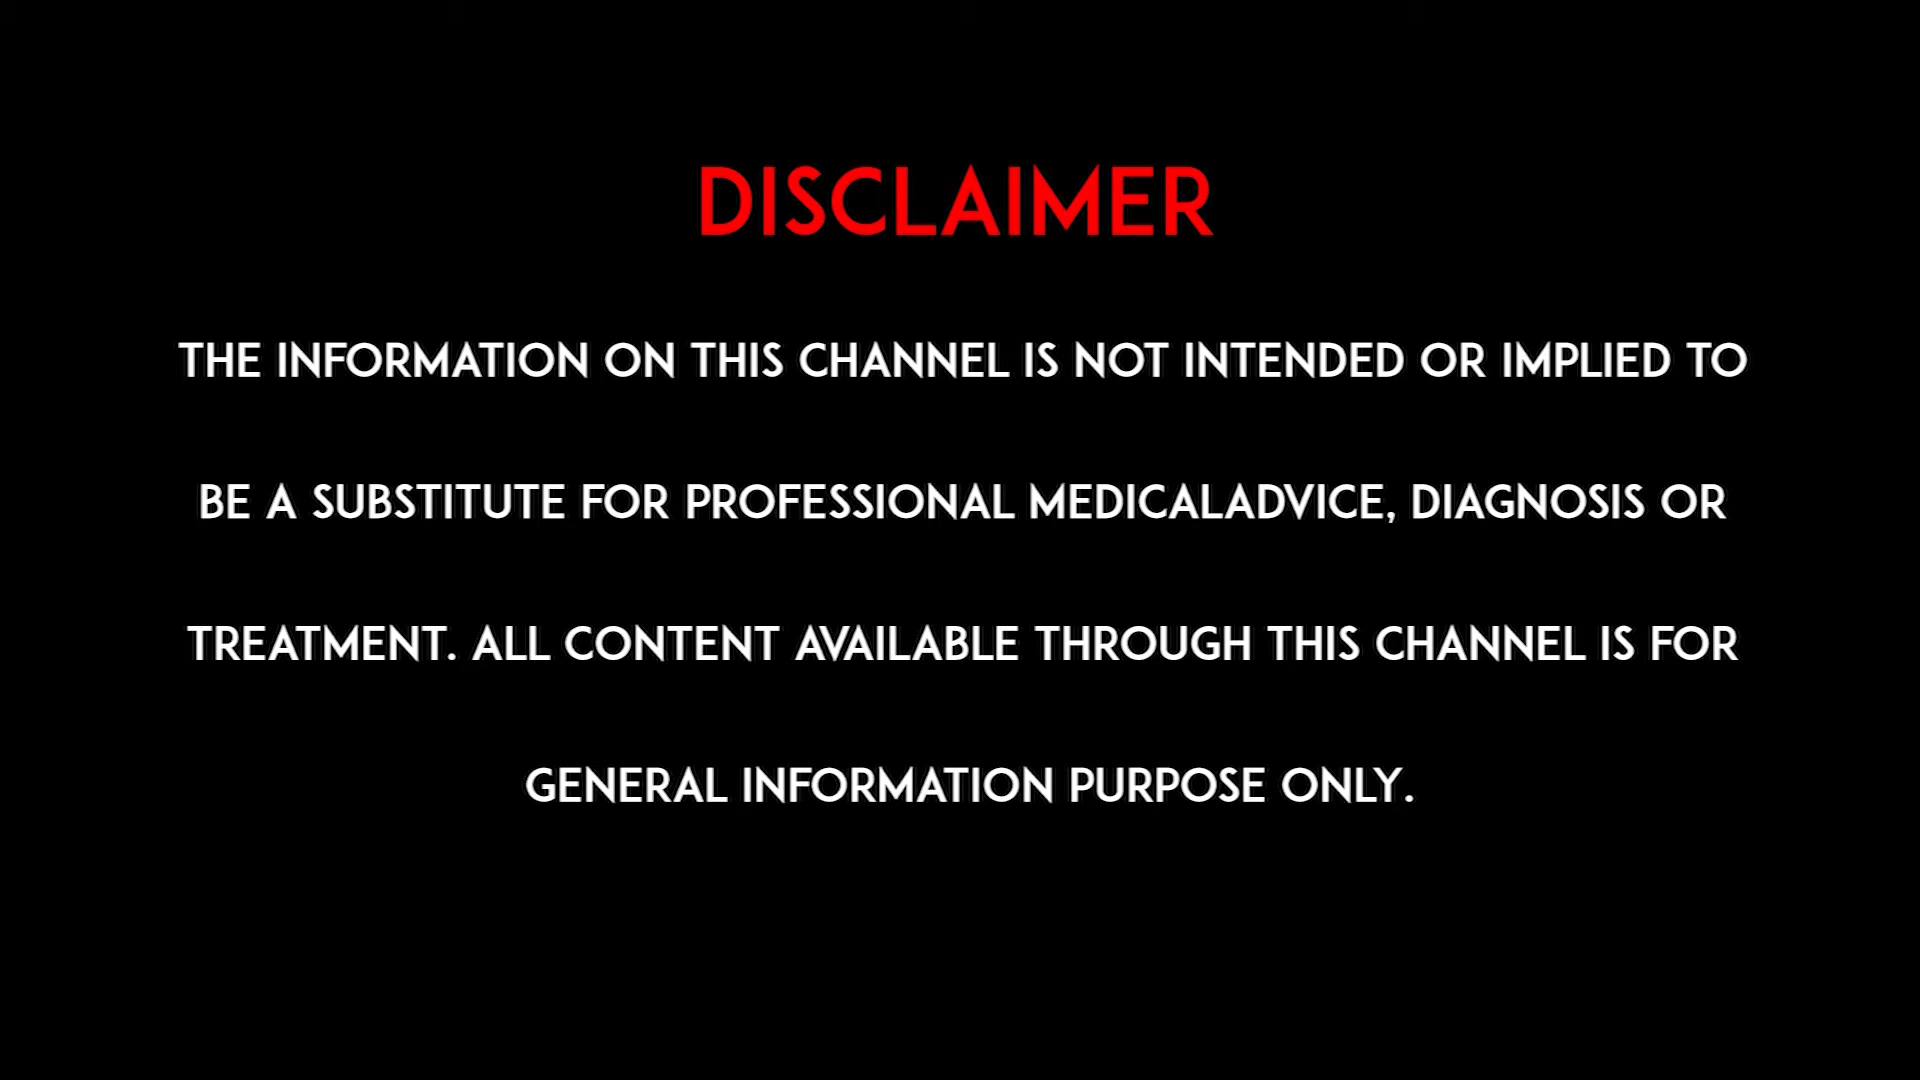 DISCLAIMER
THE INFORMATION ON THIS CHANNEL IS NOT INTENDED OR IMPLIED TO
BE A SUBSTITUTE FOR PROFESSIONAL MEDICALADVICE, DIAGNOSIS OR
TREATMENT. ALL CONTENT AVAILABLE THROUGH THIS CHANNEL IS FOR
GENERAL INFORMATION PURPOSE ONLY.